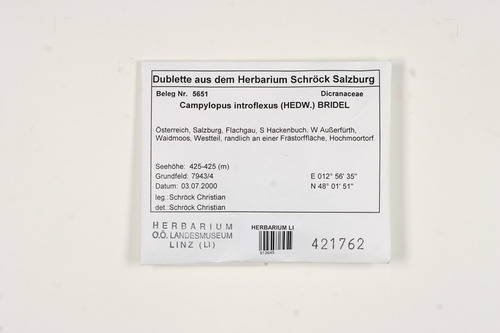 Dublette aus dem Herbarium Schröck Salzburg
Beleg Nr. 5651 Dicranaceae
Campylopus introflexus (HEDW.) BRIDEL
Österreich, Salzburg, Flachgau, S Hackenbuch. W Außerfürth,
Waidmoos, Westteil, randlich an einer Frästorffläche, Hochmoortorf.
Seehöhe: 425-425 (m)
Grundfeld: 7943/4 E 012° 56' 35"
Datum: 03.07.2000 N 48° 01' 51"
leg.: Schröck Christian
det.: Schröck Christian
HERBARIUM
O.Ö. LANDESMUSEUM
LINZ (LI)
HERBARIUM LI
421762